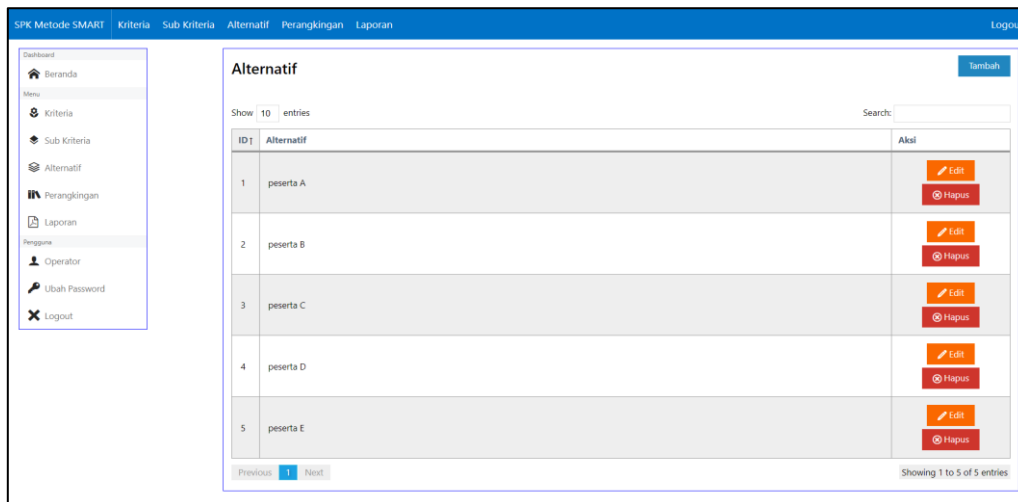 SPK Metode SMART Kriteria Sub Kriteria Alternatif Perangkingan Laporan Logou
Dashboard
Beranda
Menu
Kriteria
Sub Kriteria
Alternatif
Perangkingan
Laporan
Pengguna
Operator
Ubah Password
Logout
Alternatif Tambah
Show 10 entries Search:
ID Alternatif Aksi
1 peserta A Edit
Hapus
2 peserta B Edit
Hapus
3 peserta C Edit
Hapus
4 peserta D Edit
Hapus
5 peserta E Edit
Hapus
Previous 1 Next Showing 1 to 5 of 5 entries